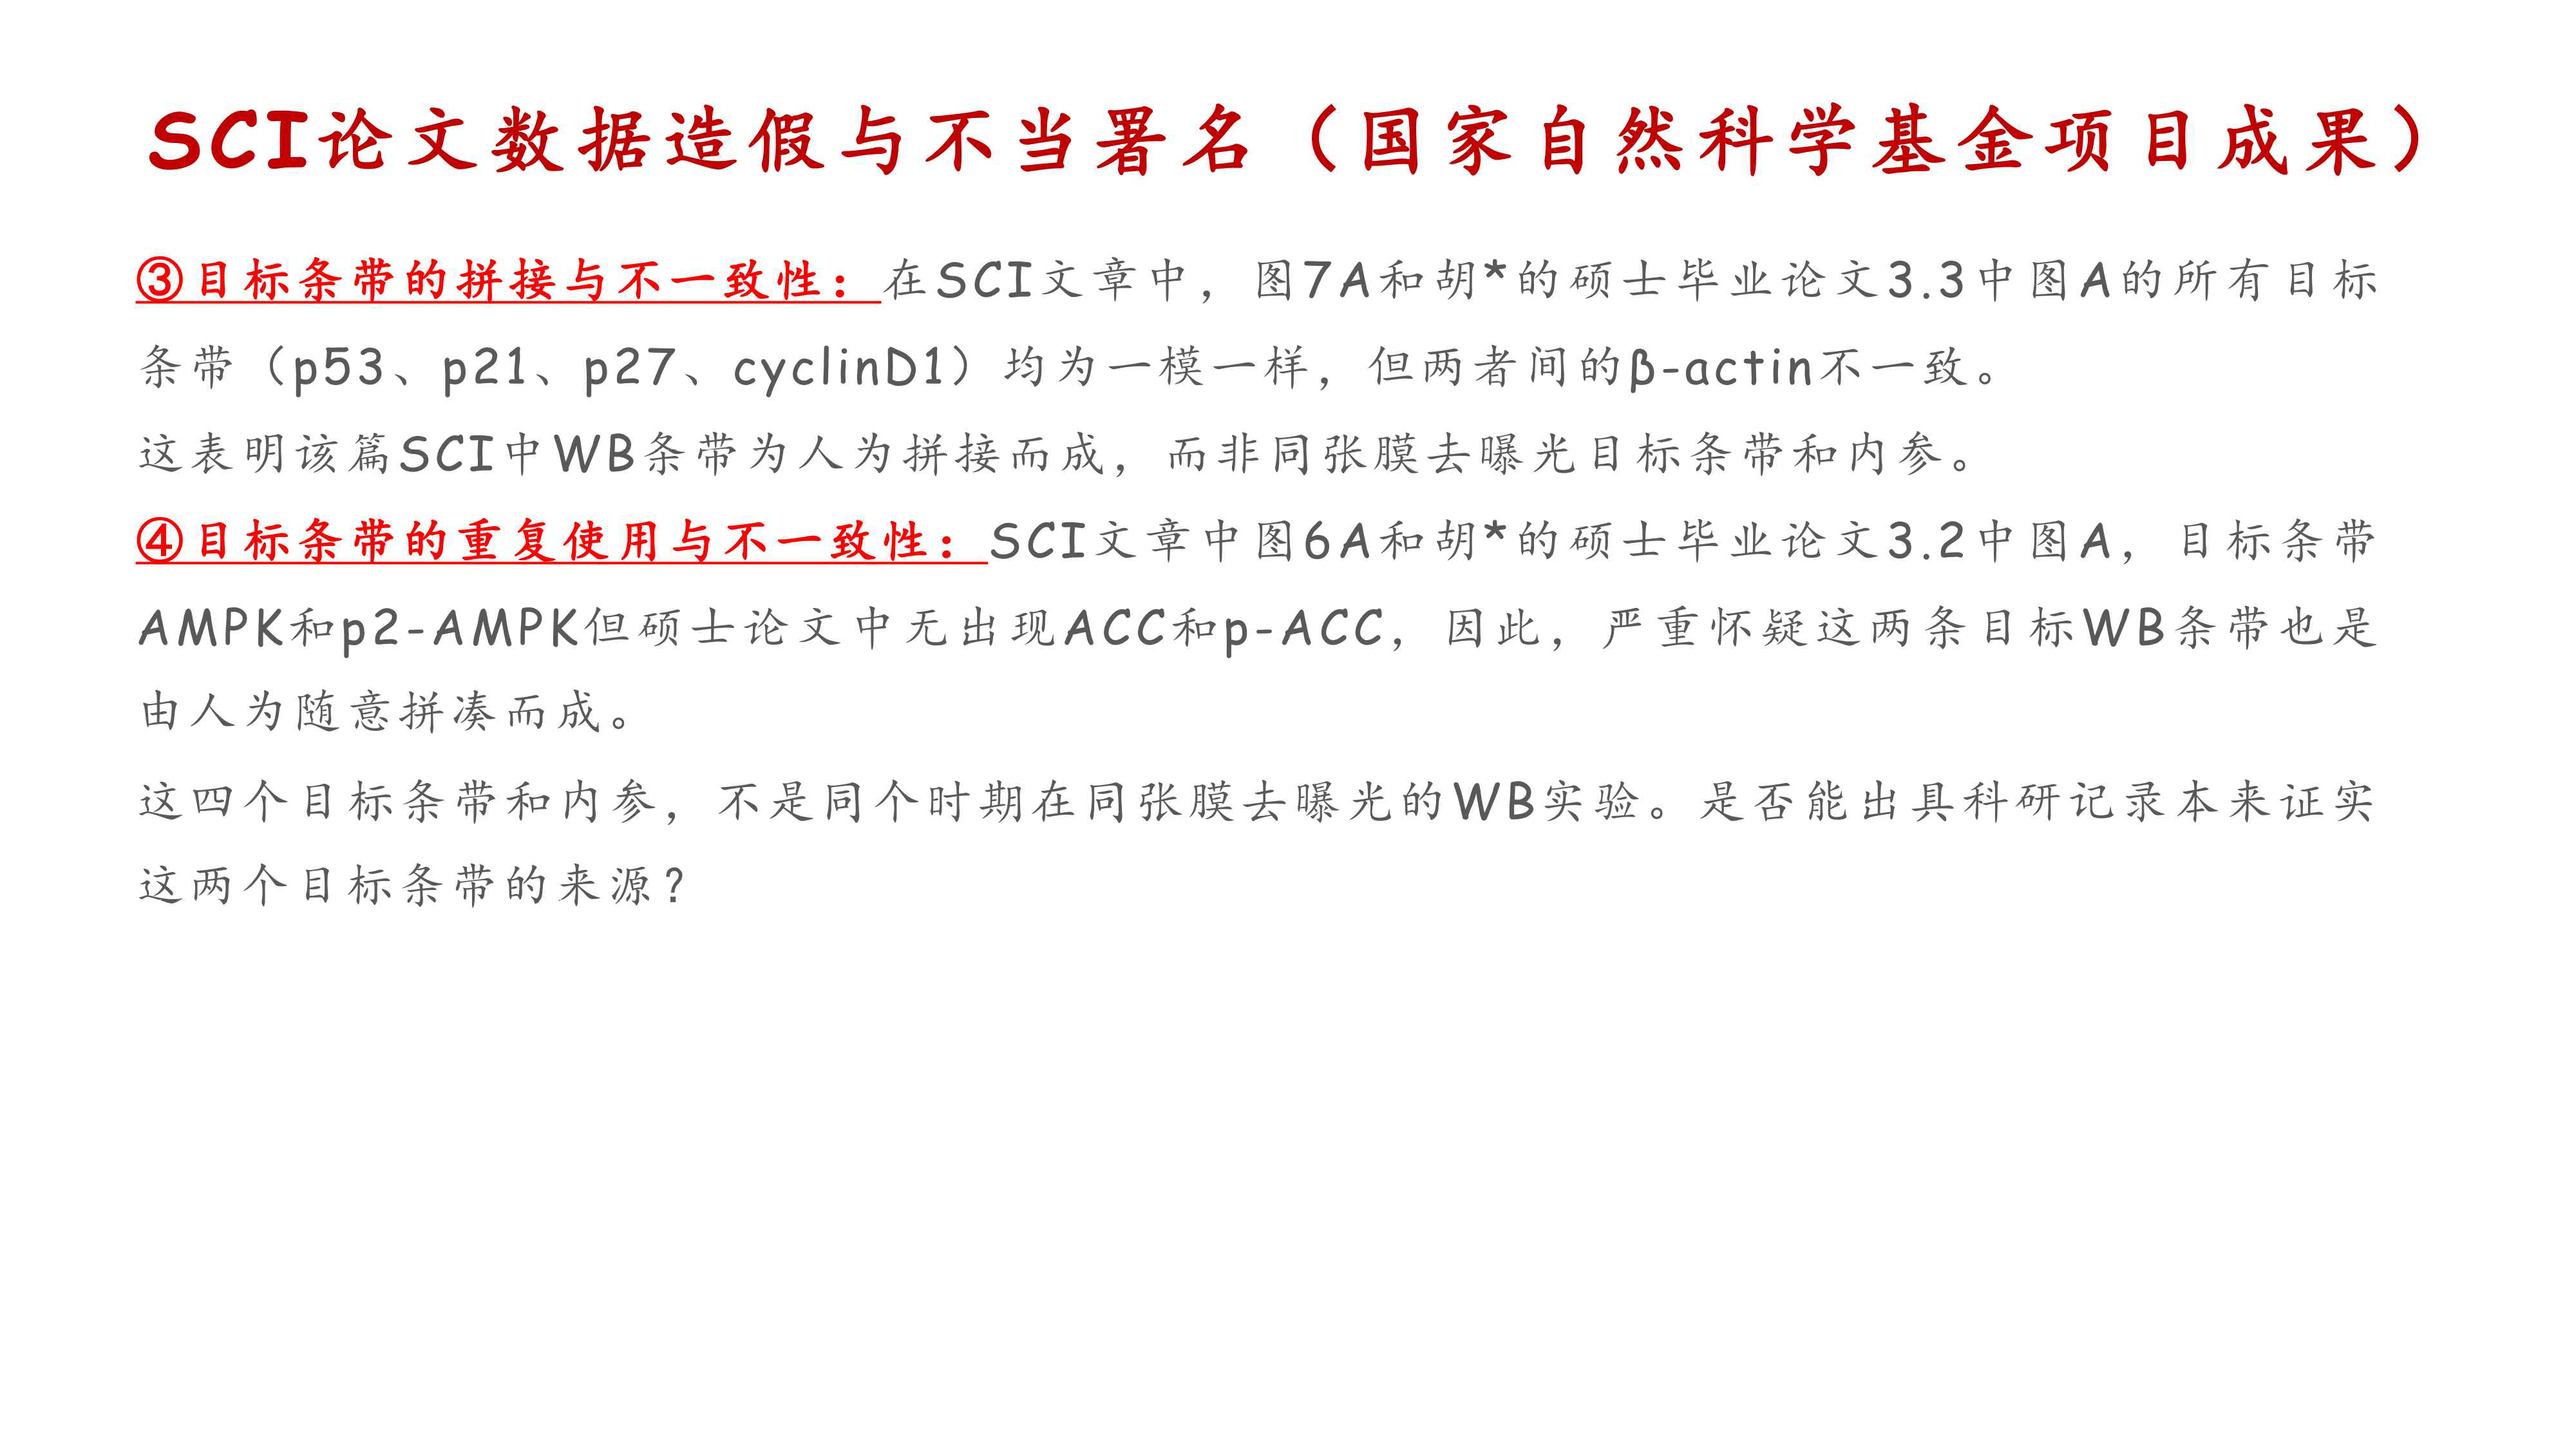 SCI论文数据造假与不当署名（国家自然科学基金项目成果）
③目标条带的拼接与不一致性：在SCI文章中，图7A和胡*的硕士毕业论文3.3中图A的所有目标
条带（p53、p21、p27、cyclinD1）均为一模一样，但两者间的β-actin不一致。
这表明该篇SCI中WB条带为人为拼接而成，而非同张膜去曝光目标条带和内参。
④目标条带的重复使用与不一致性：SCI文章中图6A和胡*的硕士毕业论文3.2中图A，目标条带
AMPK和p2-AMPK但硕士论文中无出现ACC和p-ACC，因此，严重怀疑这两条目标WB条带也是
由人为随意拼凑而成。
这四个目标条带和内参，不是同个时期在同张膜去曝光的WB实验。是否能出具科研记录本来证实
这两个目标条带的来源？